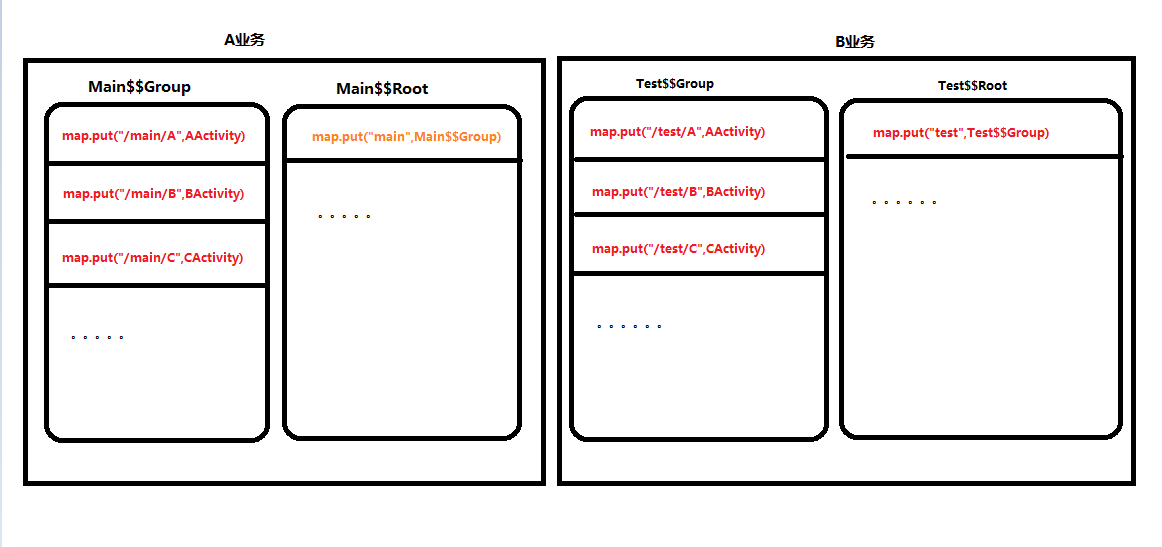 A业务
Main$$Group
Main$$Root
map.put("/main/A",AActivity)
map.put("/main/B",BActivity)
map.put("/main/C",CActivity)
。。。。。
map.put("main",Main$$Group)
。。。。。
B业务
Test$$Group
Test$$Root
map.put("/test/A",AActivity)
map.put("/test/B",BActivity)
map.put("/test/C",CActivity)
。。。。。。
map.put("test",Test$$Group)
。。。。。。